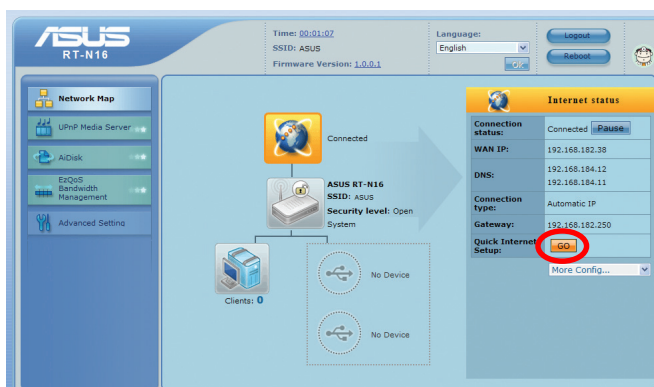 ASUS
RT-N16
Time: 00:01:07
SSID: ASUS
Firmware Version: 1.0.0.1
Language:
English
OK
Logout
Reboot
Network Map
UPnP Media Server
AiDisk
EzQoS
Bandwidth
Management
Advanced Setting
Connected
ASUS RT-N16
SSID: ASUS
Security level: Open
System
Clients: 0
No Device
No Device
Internet status
Connection
status:
Connected Pause
WAN IP: 192.168.182.38
DNS:
192.168.184.12
192.168.184.11
Connection
type:
Automatic IP
Gateway: 192.168.182.250
Quick Internet
Setup:
GO
More Config...